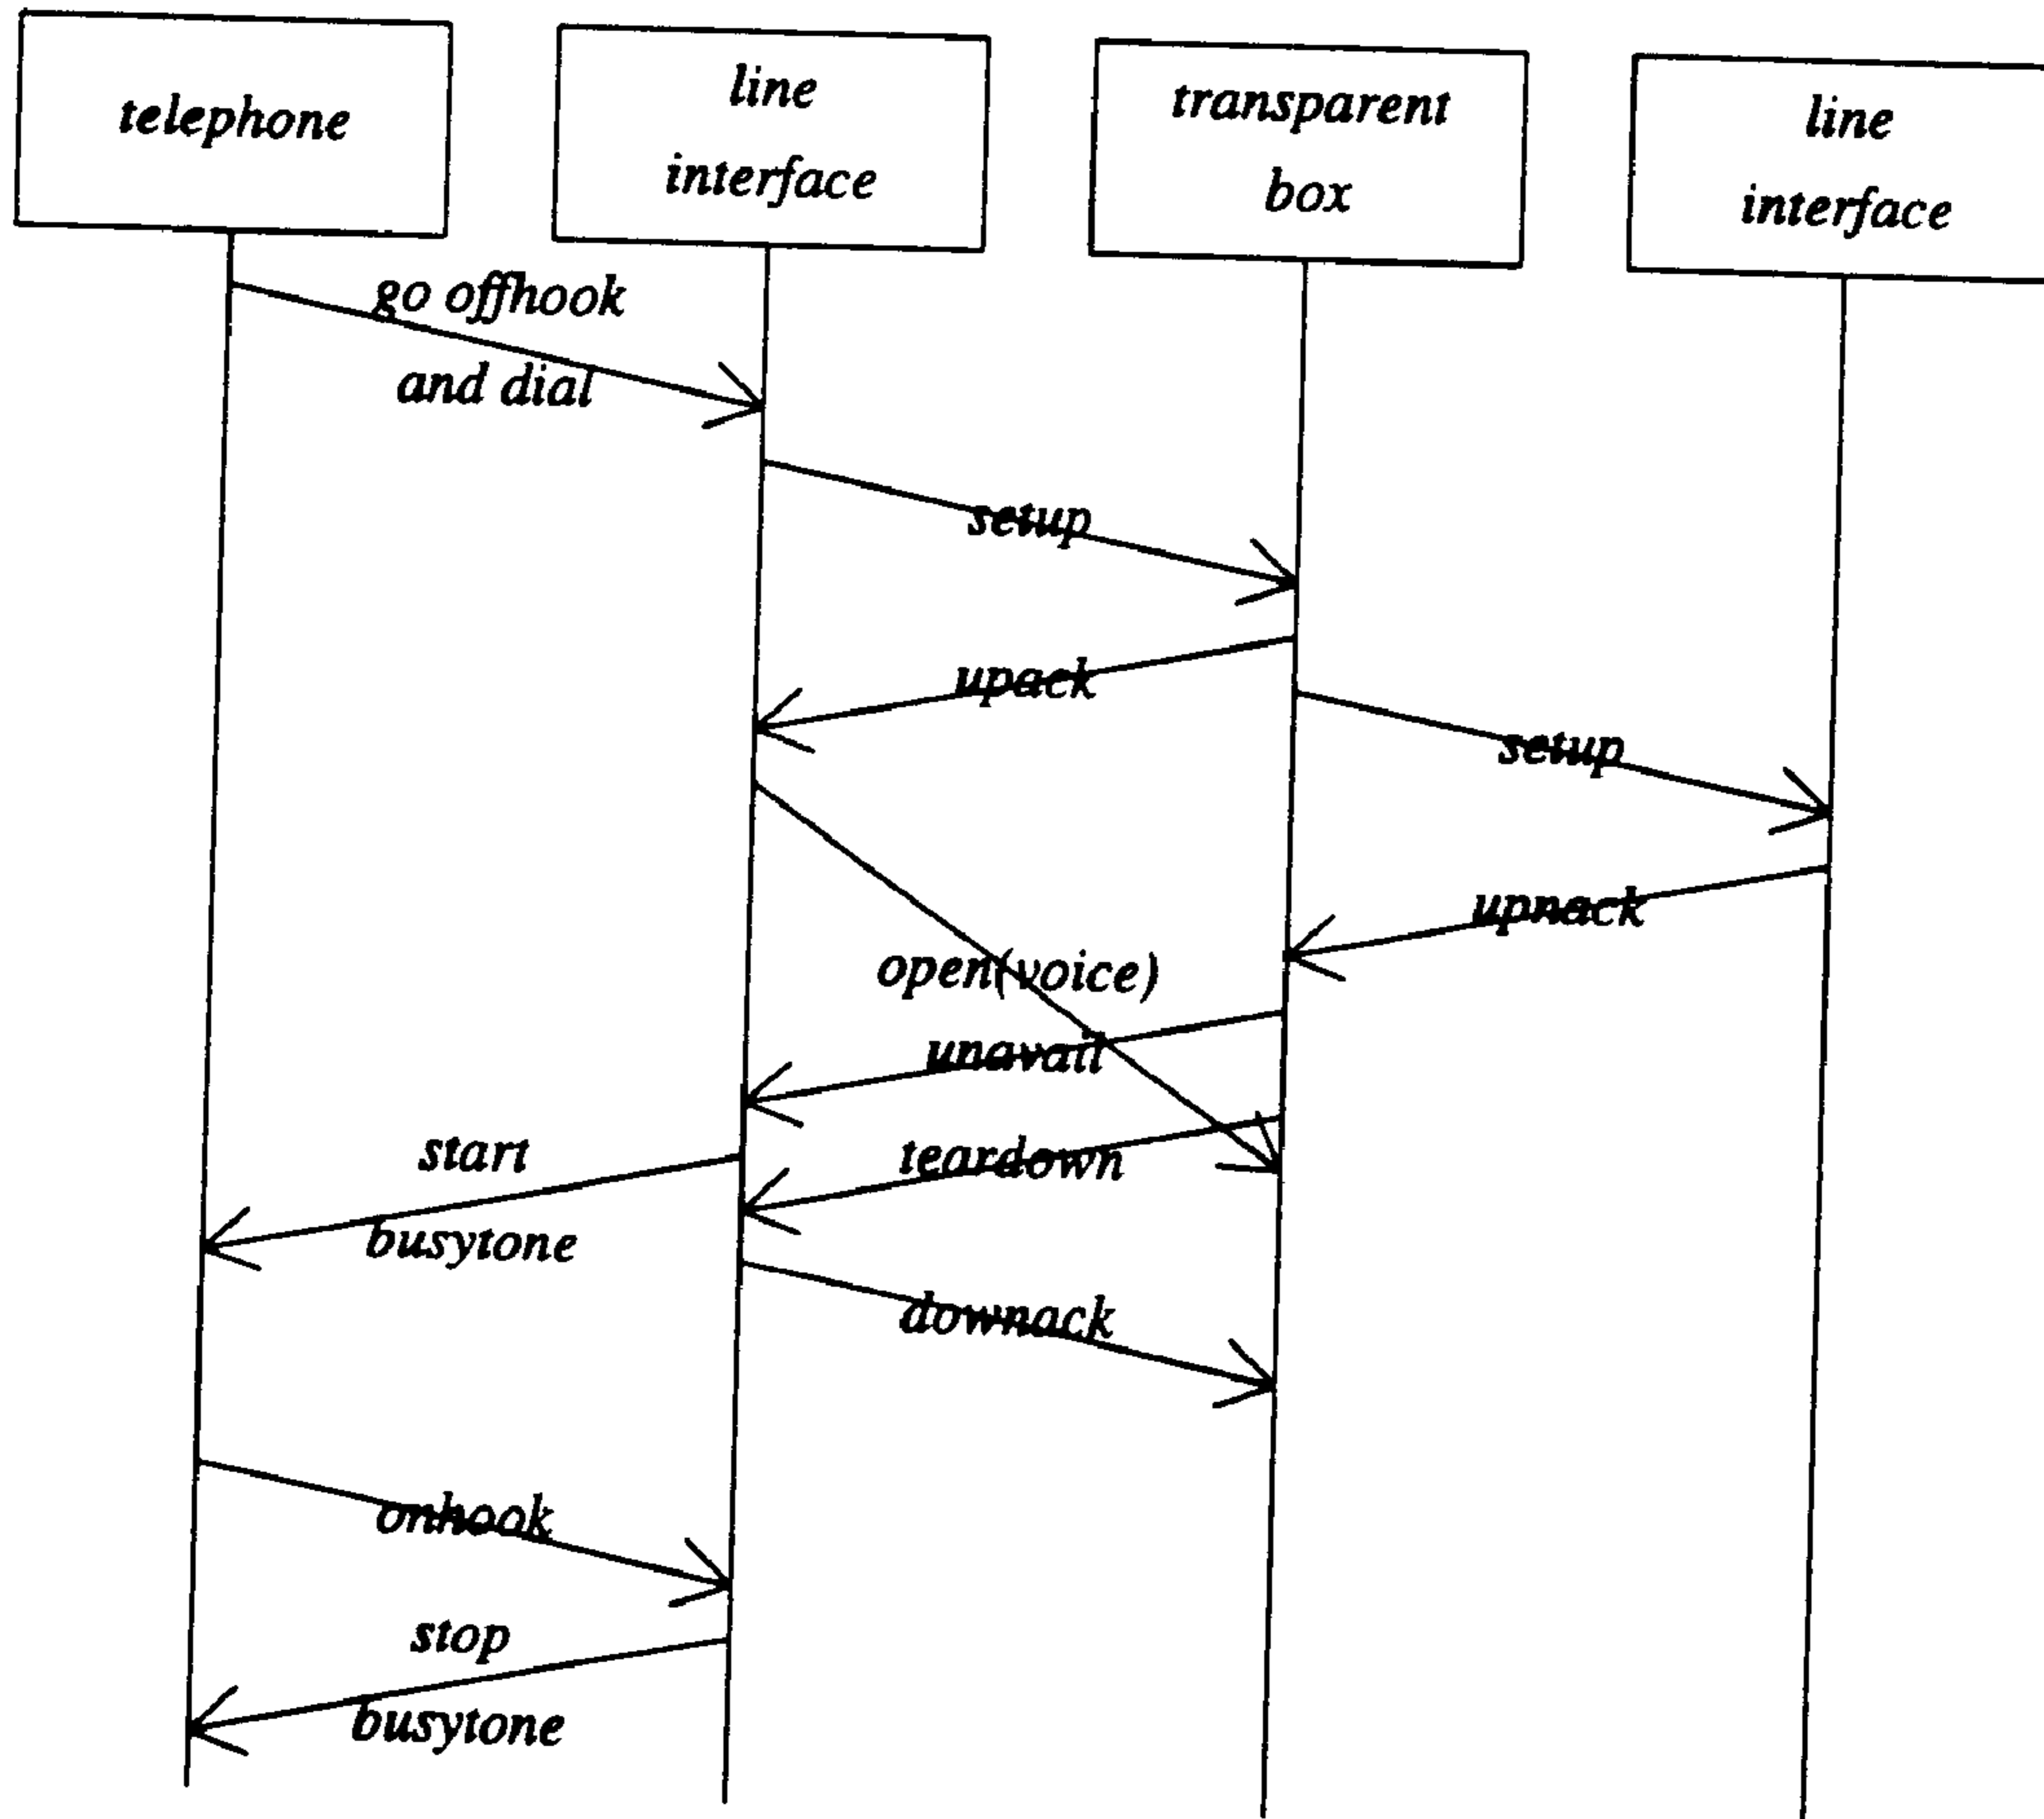 telephone
line
interface
transparent
box
line
interface
go offhook
and dial
setup
upack
setup
upnack
open(voice)
unavail
teardown
start
busytone
downack
onhook
stop
busytone